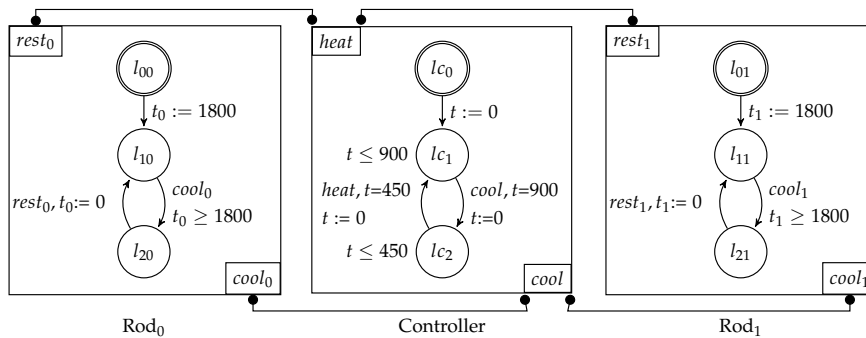 rest₀ heat rest₁
l₀₀ lc₀ l₀₁
t₀ := 1800 t := 0 t₁ := 1800
l₁₀ t ≤ 900 lc₁ l₁₁
rest₀, t₀:= 0 cool₀ heat, t=450 cool, t=900 rest₁, t₁:= 0 cool₁
t₀ ≥ 1800 t := 0 t:=0 t₁ ≥ 1800
l₂₀ t ≤ 450 lc₂ l₂₁
cool₀ cool cool₁
Rod₀ Controller Rod₁